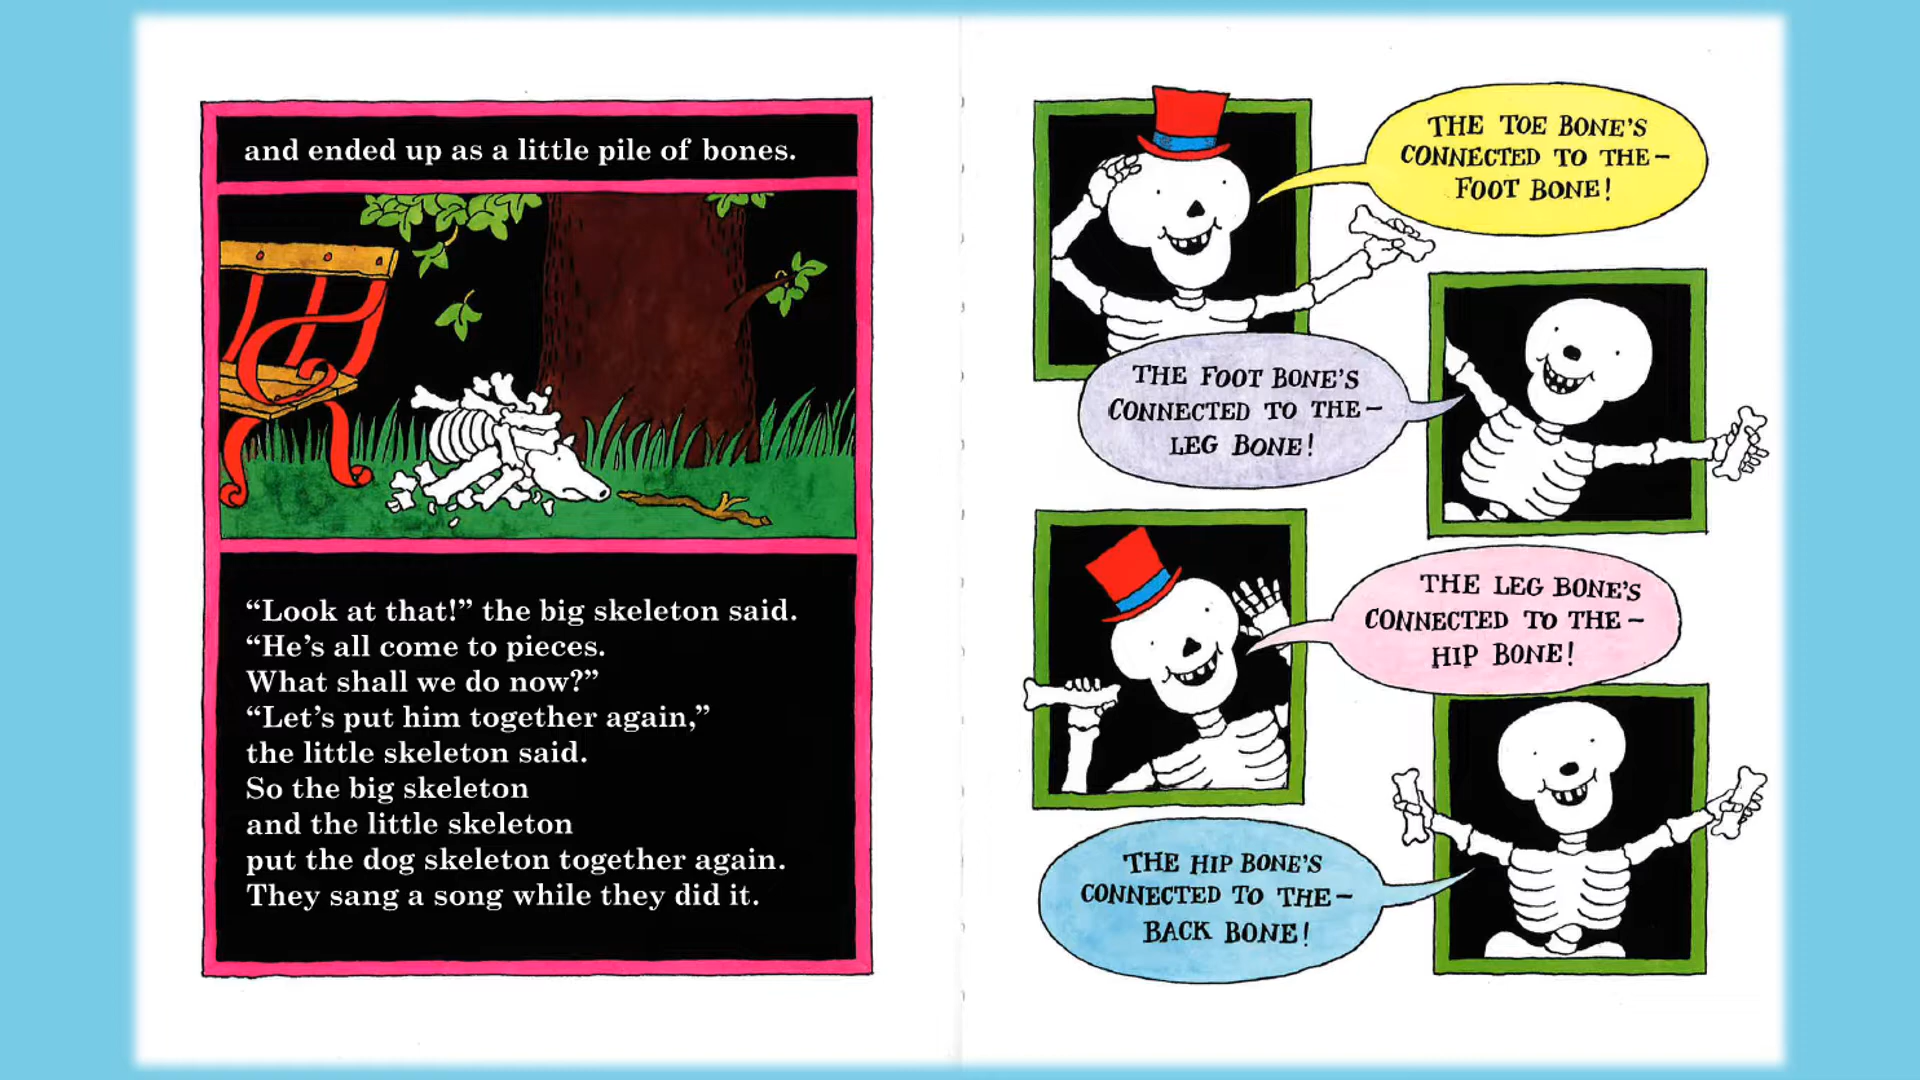 and ended up as a little pile of bones.
“Look at that!” the big skeleton said.
“He’s all come to pieces.
What shall we do now?”
“Let’s put him together again,”
the little skeleton said.
So the big skeleton
and the little skeleton
put the dog skeleton together again.
They sang a song while they did it.
THE TOE BONE'S
CONNECTED TO THE–
FOOT BONE!
THE FOOT BONE'S
CONNECTED TO THE–
LEG BONE!
THE LEG BONE'S
CONNECTED TO THE–
HIP BONE!
THE HIP BONE'S
CONNECTED TO THE–
BACK BONE!